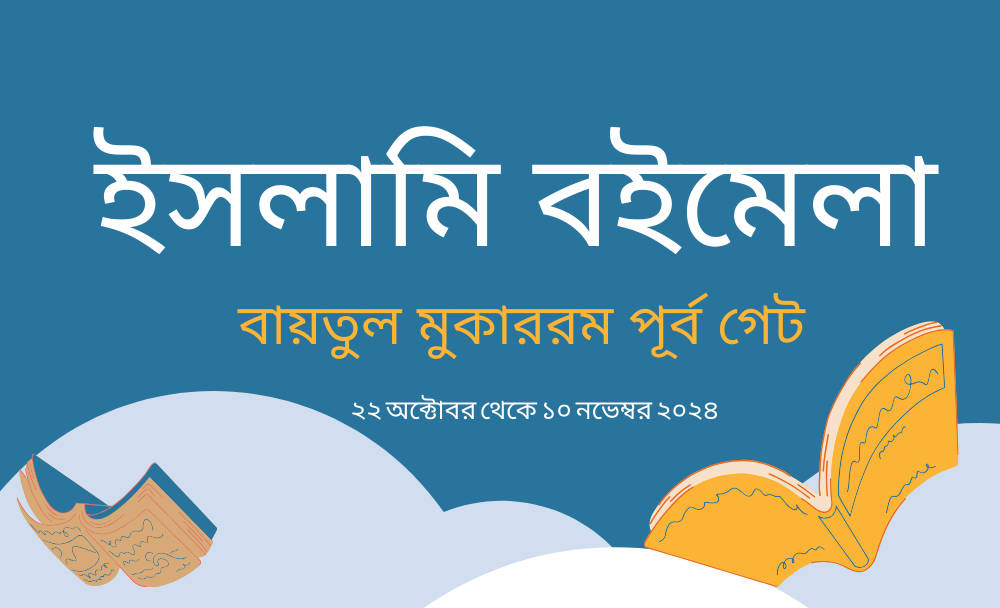 ইসলামি বইমেলা
বায়তুল মুকাররম পূর্ব গেট
২২ অক্টোবর থেকে ১০ নভেম্বর ২০২৪